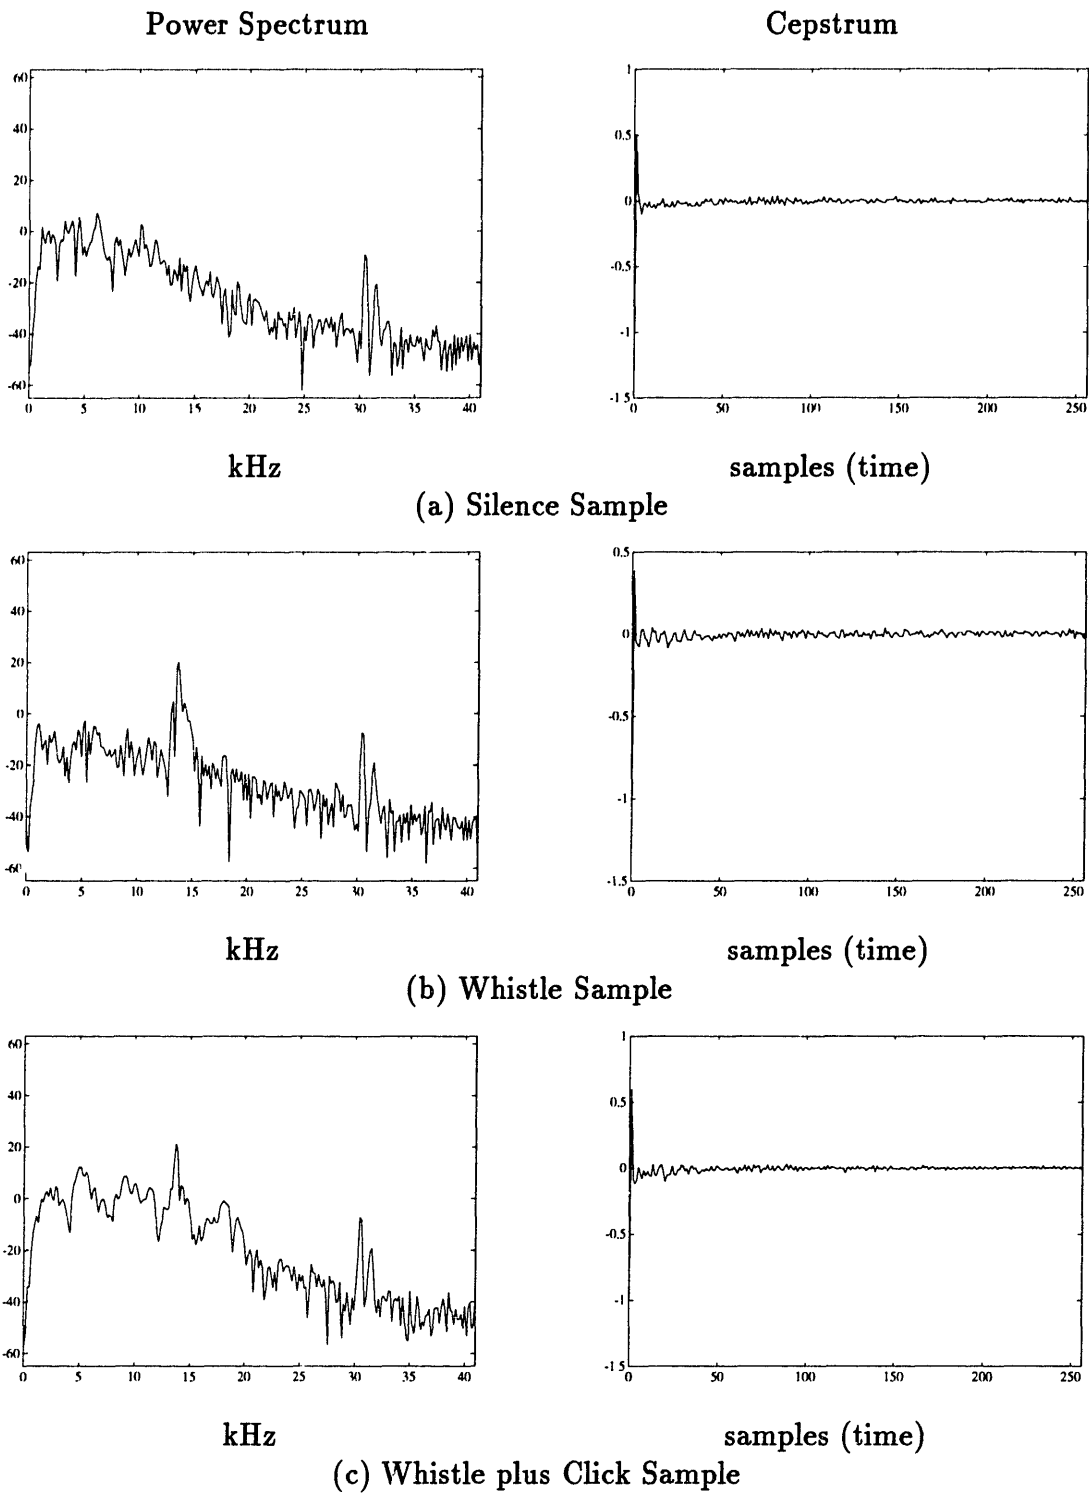 Power Spectrum
Cepstrum
60
40
20
0
-20
-40
-60
0 5 10 15 20 25 30 35 40
kHz
1
0.5
0
-0.5
-1
-1.5
0 50 100 150 200 250
samples (time)
(a) Silence Sample
60
40
20
0
-20
-40
-60
0 5 10 15 20 25 30 35 40
kHz
0.5
0
-0.5
-1
-1.5
0 50 100 150 200 250
samples (time)
(b) Whistle Sample
60
40
20
0
-20
-40
-60
0 5 10 15 20 25 30 35 40
kHz
1
0.5
0
-0.5
-1
-1.5
0 50 100 150 200 250
samples (time)
(c) Whistle plus Click Sample